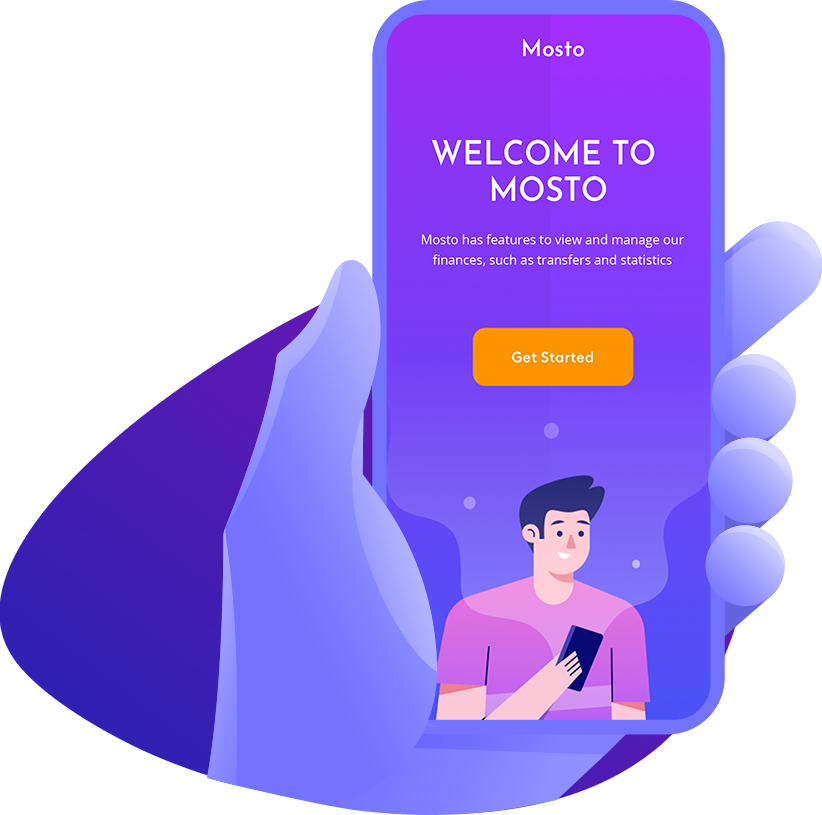 Mosto
WELCOME TO
MOSTO
Mosto has features to view and manage our
finances, such as transfers and statistics
Get Started